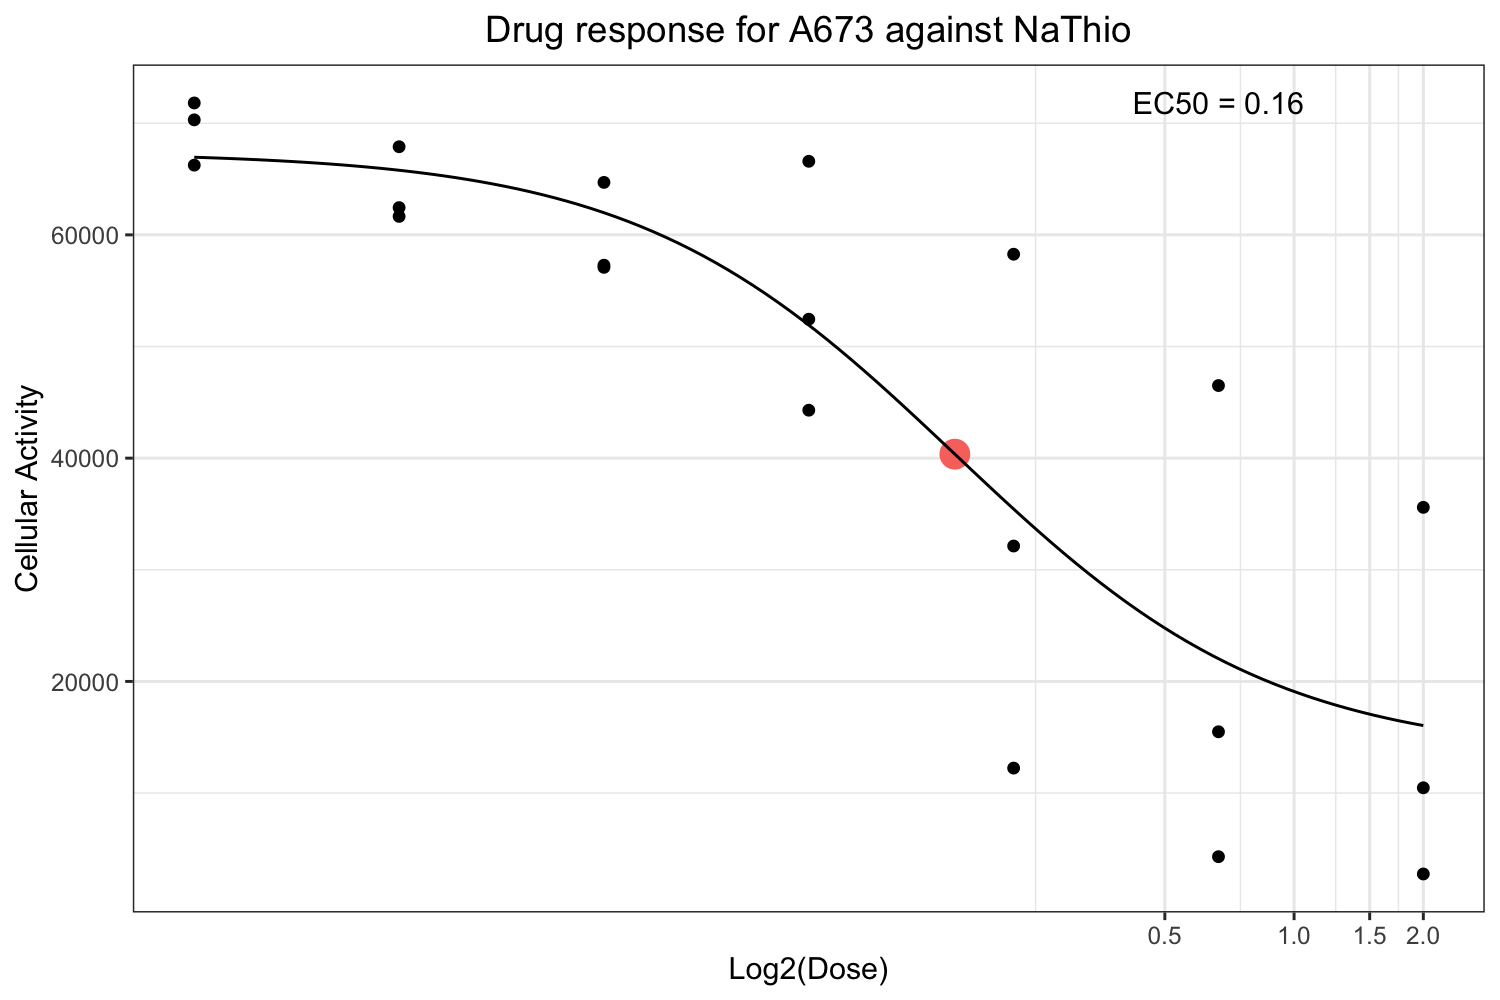 Drug response for A673 against NaThio
EC50 = 0.16
60000
40000
20000
Cellular Activity
0.5 1.0 1.5 2.0
Log2(Dose)